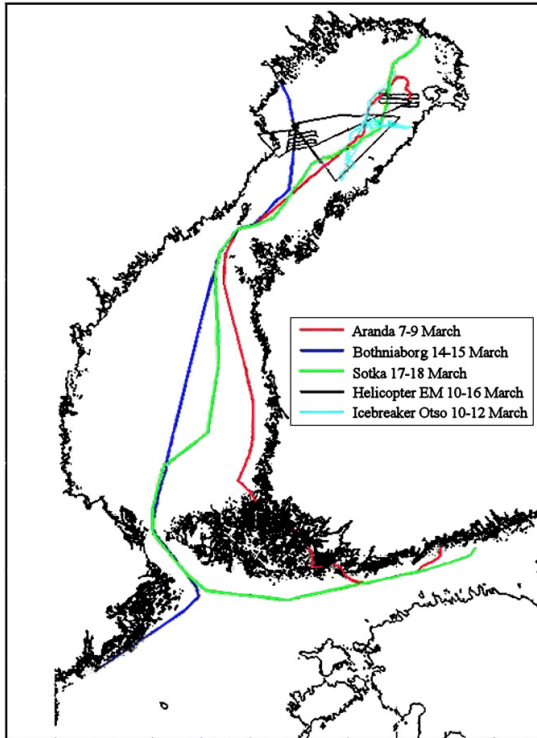 Aranda 7-9 March
Bothniaborg 14-15 March
Sotka 17-18 March
Helicopter EM 10-16 March
Icebreaker Otso 10-12 March